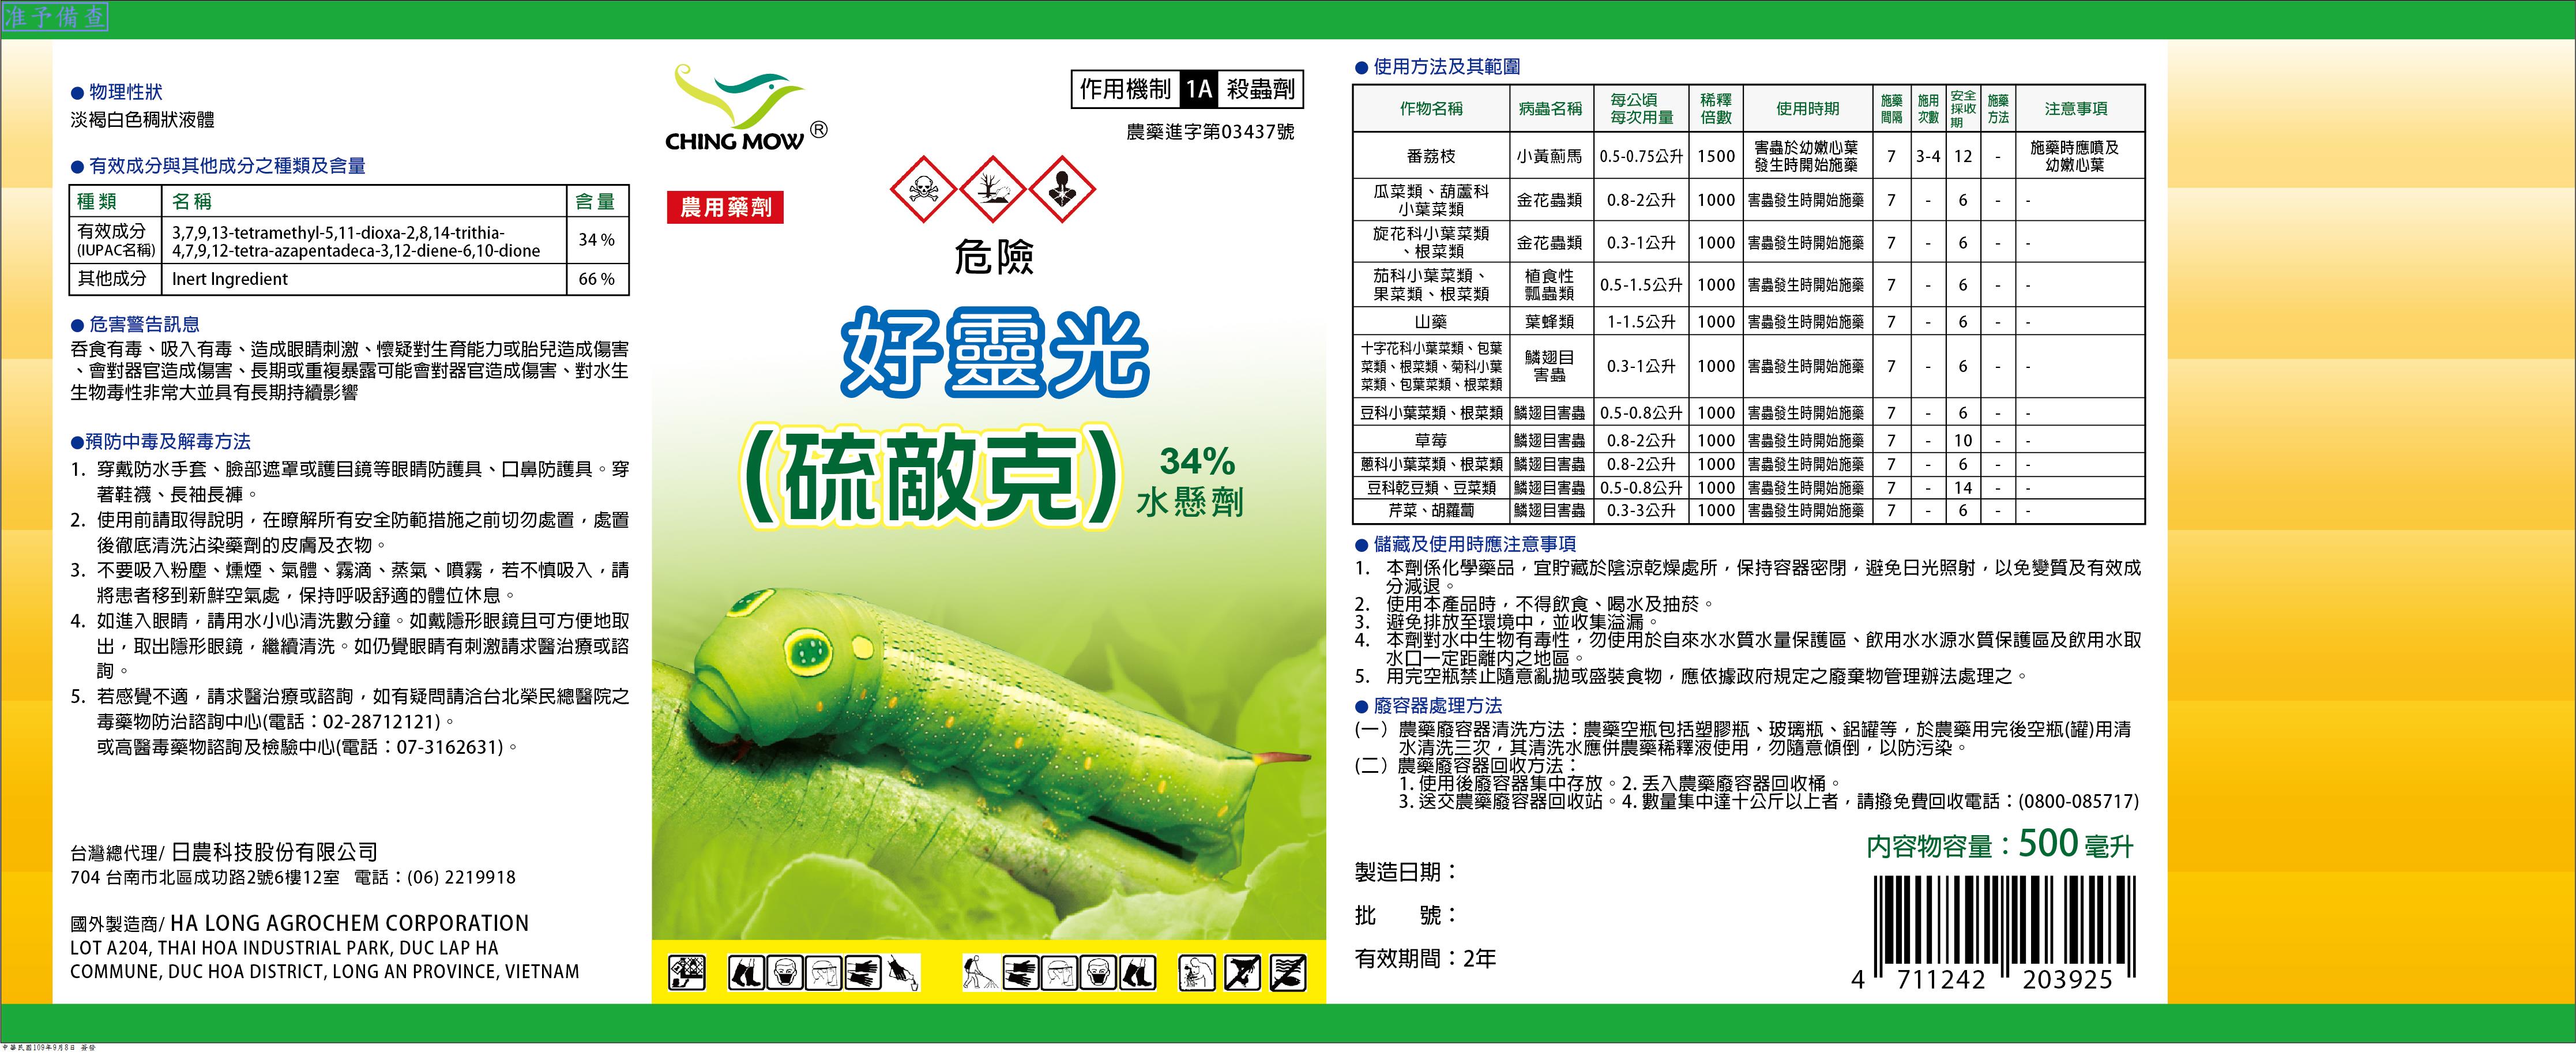 准予備查
● 物理性狀
淡褐白色稠狀液體
● 有效成分與其他成分之種類及含量
種類 名稱 含量
有效成分 (IUPAC名稱) 3,7,9,13-tetramethyl-5,11-dioxa-2,8,14-trithia-
4,7,9,12-tetra-azapentadeca-3,12-diene-6,10-dione 34 %
其他成分 Inert Ingredient 66 %
● 危害警告訊息
吞食有毒、吸入有毒、造成眼睛刺激、懷疑對生育能力或胎兒造成傷害
、會對器官造成傷害、長期或重複暴露可能會對器官造成傷害、對水生
生物毒性非常大並具有長期持續影響
●預防中毒及解毒方法
1. 穿戴防水手套、臉部遮罩或護目鏡等眼睛防護具、口鼻防護具。穿
著鞋襪、長袖長褲。
2. 使用前請取得說明，在瞭解所有安全防範措施之前切勿處置，處置
後徹底清洗沾染藥劑的皮膚及衣物。
3. 不要吸入粉塵、燻煙、氣體、霧滴、蒸氣、噴霧，若不慎吸入，請
將患者移到新鮮空氣處，保持呼吸舒適的體位休息。
4. 如進入眼睛，請用水小心清洗數分鐘。如戴隱形眼鏡且可方便地取
出，取出隱形眼鏡，繼續清洗。如仍覺眼睛有刺激請求醫治療或諮
詢。
5. 若感覺不適，請求醫治療或諮詢，如有疑問請洽台北榮民總醫院之
毒藥物防治諮詢中心(電話：02-28712121)。
或高醫毒藥物諮詢及檢驗中心(電話：07-3162631)。
台灣總代理/ 日農科技股份有限公司
704 台南市北區成功路2號6樓12室 電話：(06) 2219918
國外製造商/ HA LONG AGROCHEM CORPORATION
LOT A204, THAI HOA INDUSTRIAL PARK, DUC LAP HA
COMMUNE, DUC HOA DISTRICT, LONG AN PROVINCE, VIETNAM
CHING MOW ®
作用機制 1A 殺蟲劑
農藥進字第03437號
農用藥劑
危險
好靈光
(硫敵克)
34%
水懸劑
● 使用方法及其範圍
作物名稱 病蟲名稱 每公頃每次用量 稀釋倍數 使用時期 施藥間隔 施用次數 安全採收期 施藥方法 注意事項
番荔枝 小黃薊馬 0.5-0.75公升 1500 害蟲於幼嫩心葉發生時開始施藥 7 3-4 12 - 施藥時應噴及幼嫩心葉
瓜菜類、葫蘆科小葉菜類 金花蟲類 0.8-2公升 1000 害蟲發生時開始施藥 7 - 6 - -
旋花科小葉菜類、根菜類 金花蟲類 0.3-1公升 1000 害蟲發生時開始施藥 7 - 6 - -
茄科小葉菜類、果菜類、根菜類 植食性瓢蟲類 0.5-1.5公升 1000 害蟲發生時開始施藥 7 - 6 - -
山藥 葉蜂類 1-1.5公升 1000 害蟲發生時開始施藥 7 - 6 - -
十字花科小葉菜類、包葉菜類、根菜類、菊科小葉菜類、包葉菜類、根菜類 鱗翅目害蟲 0.3-1公升 1000 害蟲發生時開始施藥 7 - 6 - -
豆科小葉菜類、根菜類 鱗翅目害蟲 0.5-0.8公升 1000 害蟲發生時開始施藥 7 - 6 - -
草莓 鱗翅目害蟲 0.8-2公升 1000 害蟲發生時開始施藥 7 - 10 - -
蔥科小葉菜類、根菜類 鱗翅目害蟲 0.8-2公升 1000 害蟲發生時開始施藥 7 - 6 - -
豆科乾豆類、豆菜類 鱗翅目害蟲 0.5-0.8公升 1000 害蟲發生時開始施藥 7 - 14 - -
芹菜、胡蘿蔔 鱗翅目害蟲 0.3-3公升 1000 害蟲發生時開始施藥 7 - 6 - -
● 儲藏及使用時應注意事項
1. 本劑係化學藥品，宜貯藏於陰涼乾燥處所，保持容器密閉，避免日光照射，以免變質及有效成
分減退。
2. 使用本產品時，不得飲食、喝水及抽菸。
3. 避免排放至環境中，並收集溢漏。
4. 本劑對水中生物有毒性，勿使用於自來水水質水量保護區、飲用水水源水質保護區及飲用水取
水口一定距離內之地區。
5. 用完空瓶禁止隨意亂拋或盛裝食物，應依據政府規定之廢棄物管理辦法處理之。
● 廢容器處理方法
(一) 農藥廢容器清洗方法：農藥空瓶包括塑膠瓶、玻璃瓶、鋁罐等，於農藥用完後空瓶(罐)用清
水清洗三次，其清洗水應併農藥稀釋液使用，勿隨意傾倒，以防污染。
(二) 農藥廢容器回收方法：
1. 使用後廢容器集中存放。2. 丟入農藥廢容器回收桶。
3. 送交農藥廢容器回收站。4. 數量集中達十公斤以上者，請撥免費回收電話：(0800-085717)
內容物容量：500 毫升
製造日期：
批 號：
有效期間：2年
4 711242 203925
中華民國109年9月8日 簽發